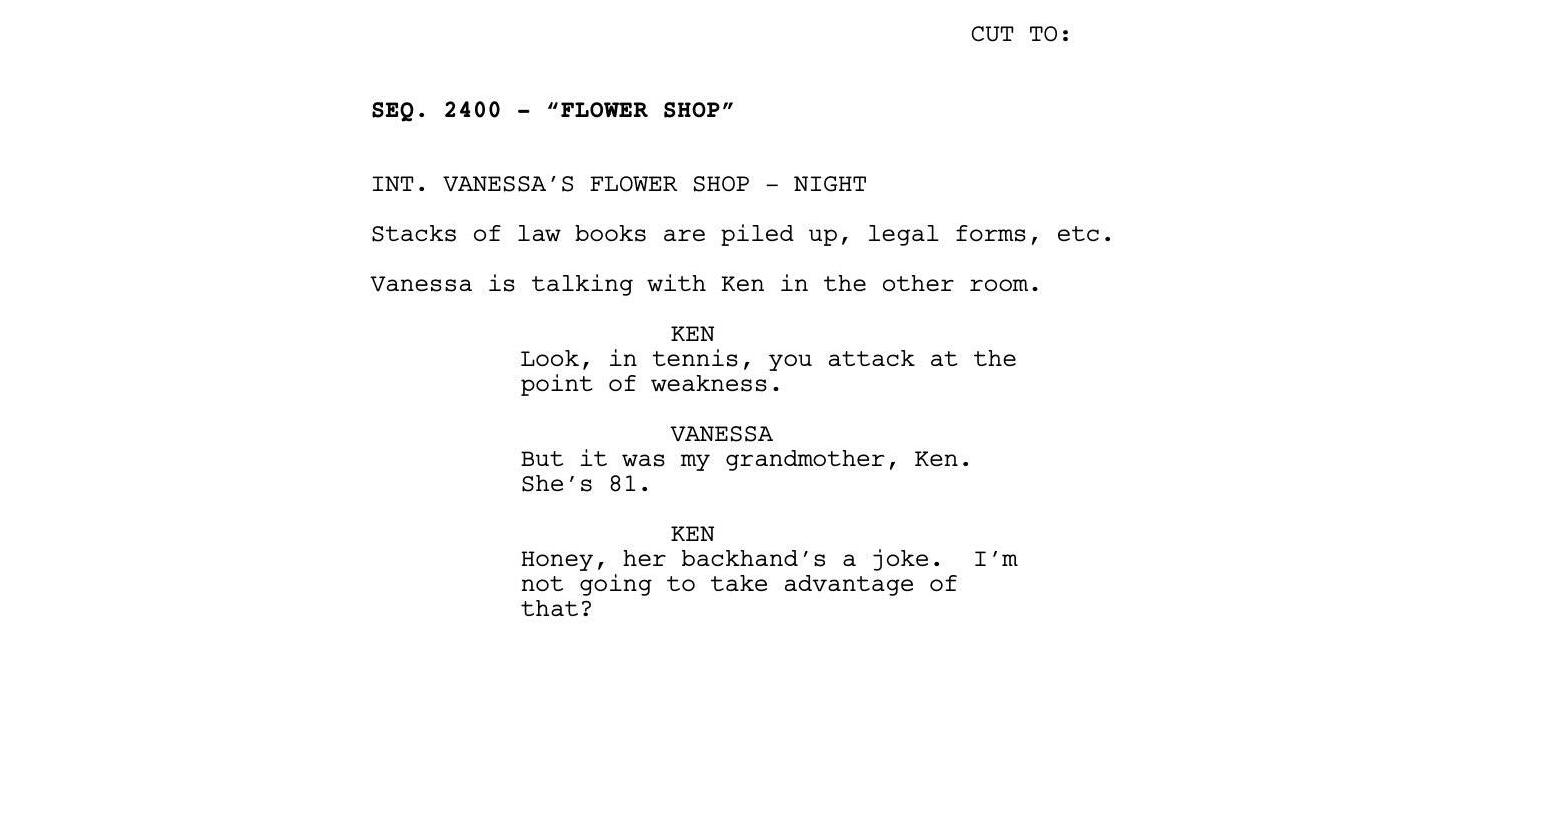 CUT TO:
SEQ. 2400 - “FLOWER SHOP”
INT. VANESSA’S FLOWER SHOP - NIGHT
Stacks of law books are piled up, legal forms, etc.
Vanessa is talking with Ken in the other room.
KEN
Look, in tennis, you attack at the
point of weakness.
VANESSA
But it was my grandmother, Ken.
She’s 81.
KEN
Honey, her backhand’s a joke.  I’m
not going to take advantage of
that?